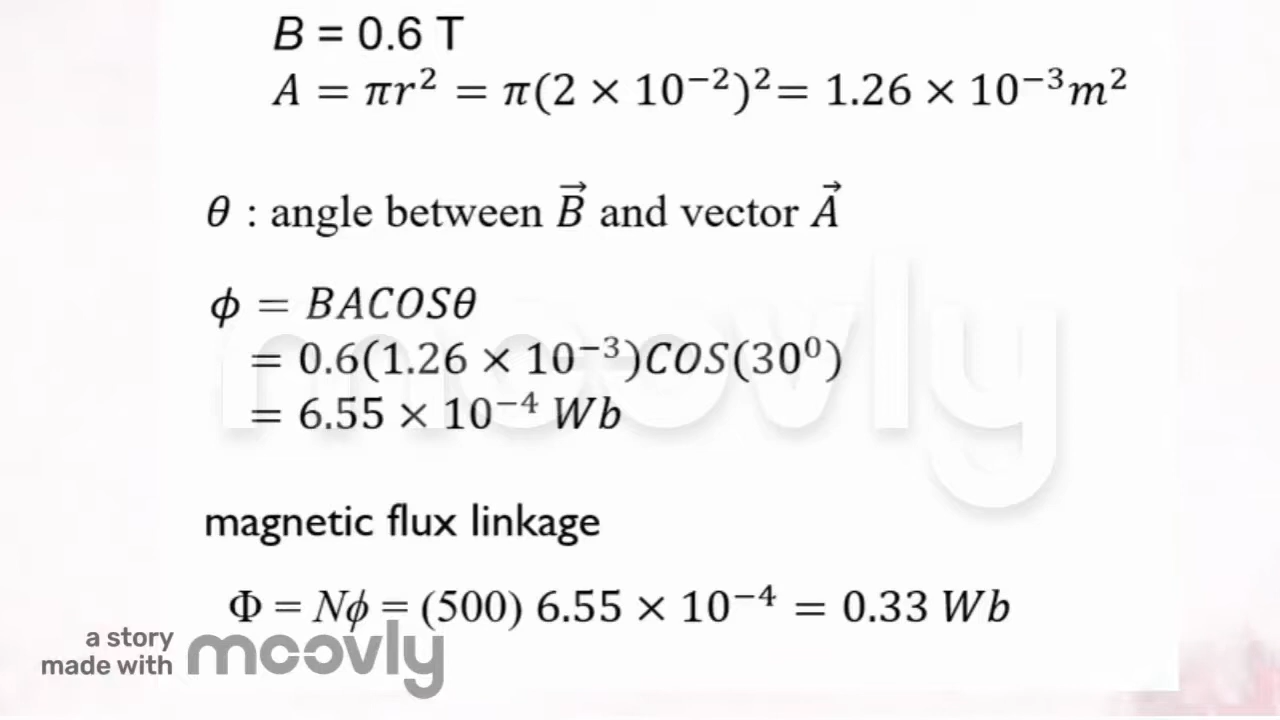 B = 0.6 T
A = πr² = π(2 × 10⁻²)²= 1.26 × 10⁻³m²
θ : angle between B⃗ and vector A⃗
ϕ = BACOSθ
= 0.6(1.26 × 10⁻³)COS(30⁰)
= 6.55 × 10⁻⁴ Wb
moovly
magnetic flux linkage
Φ = Nϕ = (500) 6.55 × 10⁻⁴ = 0.33 Wb
a story
made with moovly